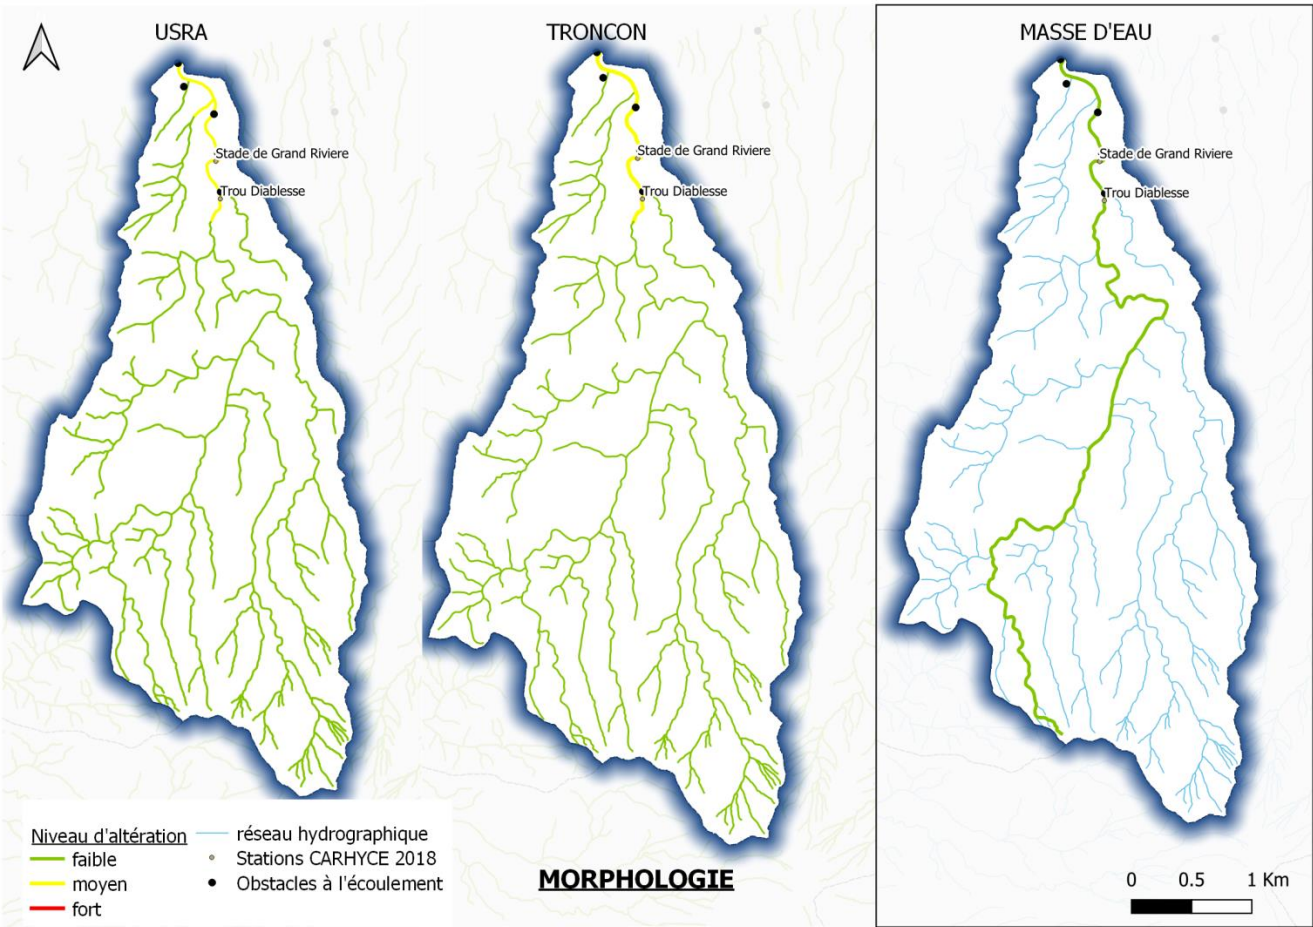 USRA
TRONCON
MASSE D'EAU
Stade de Grand Riviere
Trou Diablesse
Stade de Grand Riviere
Trou Diablesse
Stade de Grand Riviere
Trou Diablesse
Niveau d'altération
faible
moyen
fort
réseau hydrographique
Stations CARHYCE 2018
Obstacles à l'écoulement
MORPHOLOGIE
0 0.5 1 Km